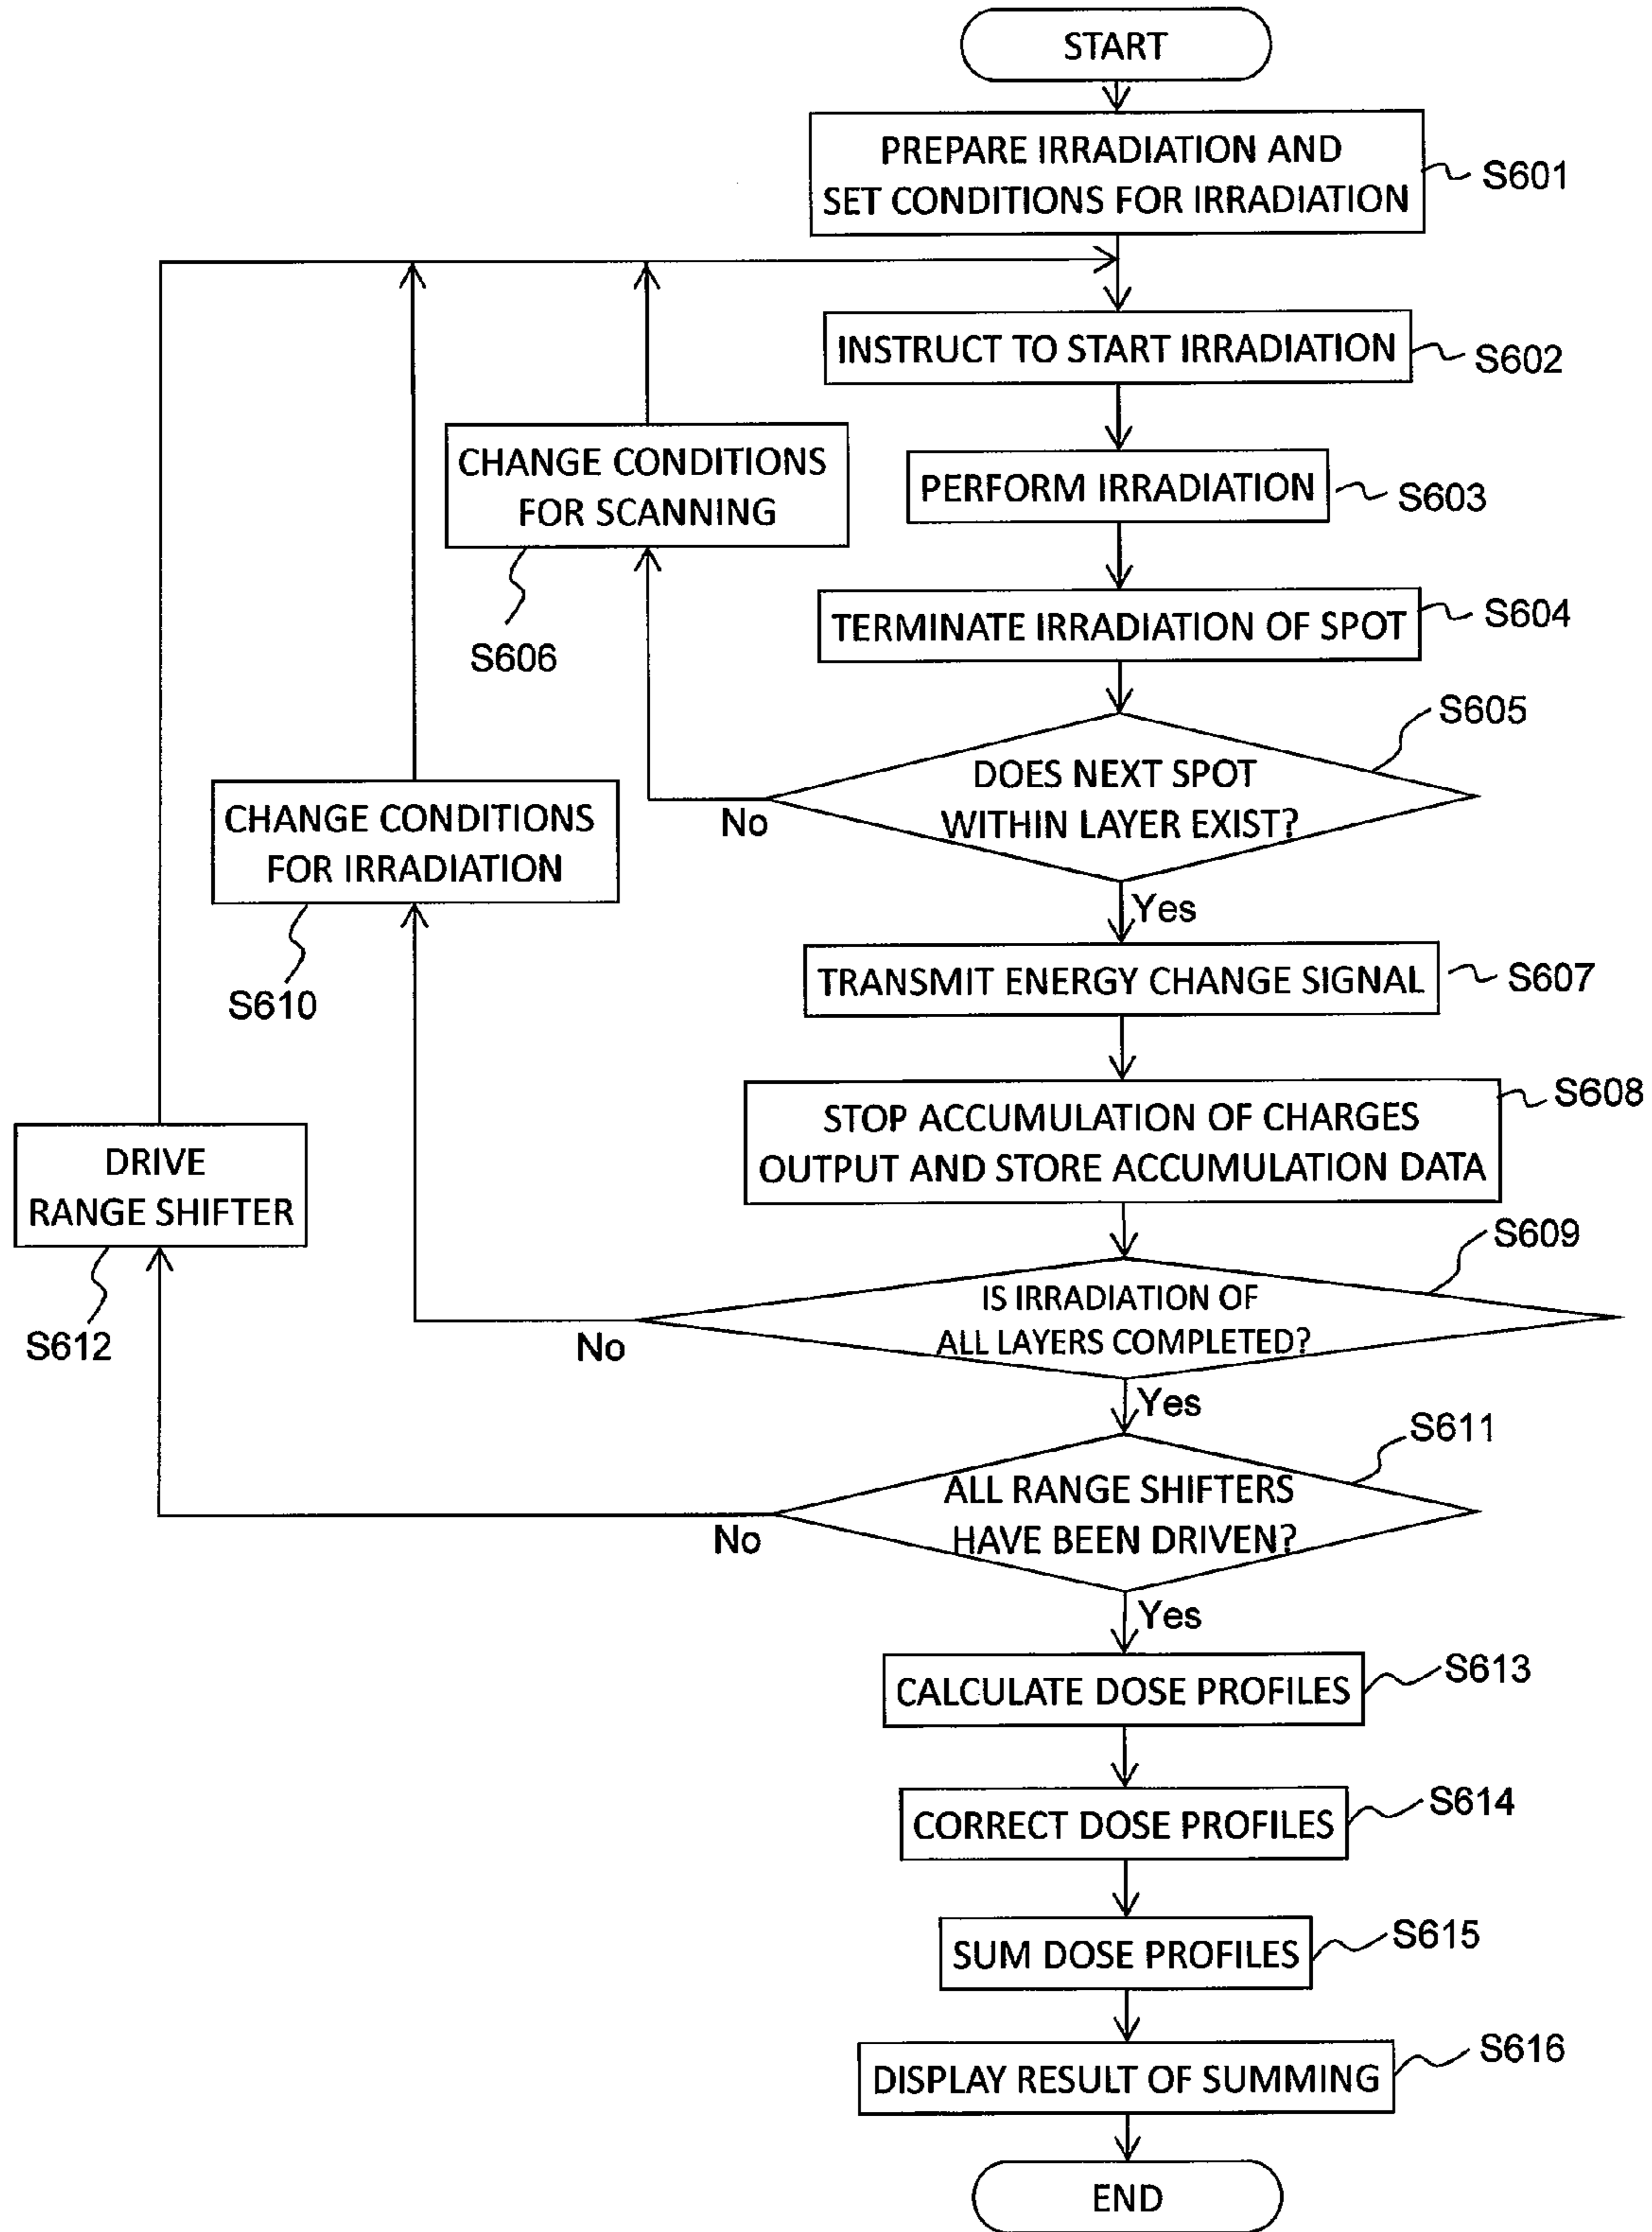 START
PREPARE IRRADIATION AND
SET CONDITIONS FOR IRRADIATION
S601
INSTRUCT TO START IRRADIATION
S602
CHANGE CONDITIONS
FOR SCANNING
S606
PERFORM IRRADIATION
S603
TERMINATE IRRADIATION OF SPOT
S604
DOES NEXT SPOT
WITHIN LAYER EXIST?
S605
No
Yes
CHANGE CONDITIONS
FOR IRRADIATION
S610
TRANSMIT ENERGY CHANGE SIGNAL
S607
STOP ACCUMULATION OF CHARGES
OUTPUT AND STORE ACCUMULATION DATA
S608
DRIVE
RANGE SHIFTER
S612
IS IRRADIATION OF
ALL LAYERS COMPLETED?
S609
No
Yes
ALL RANGE SHIFTERS
HAVE BEEN DRIVEN?
S611
No
Yes
CALCULATE DOSE PROFILES
S613
CORRECT DOSE PROFILES
S614
SUM DOSE PROFILES
S615
DISPLAY RESULT OF SUMMING
S616
END